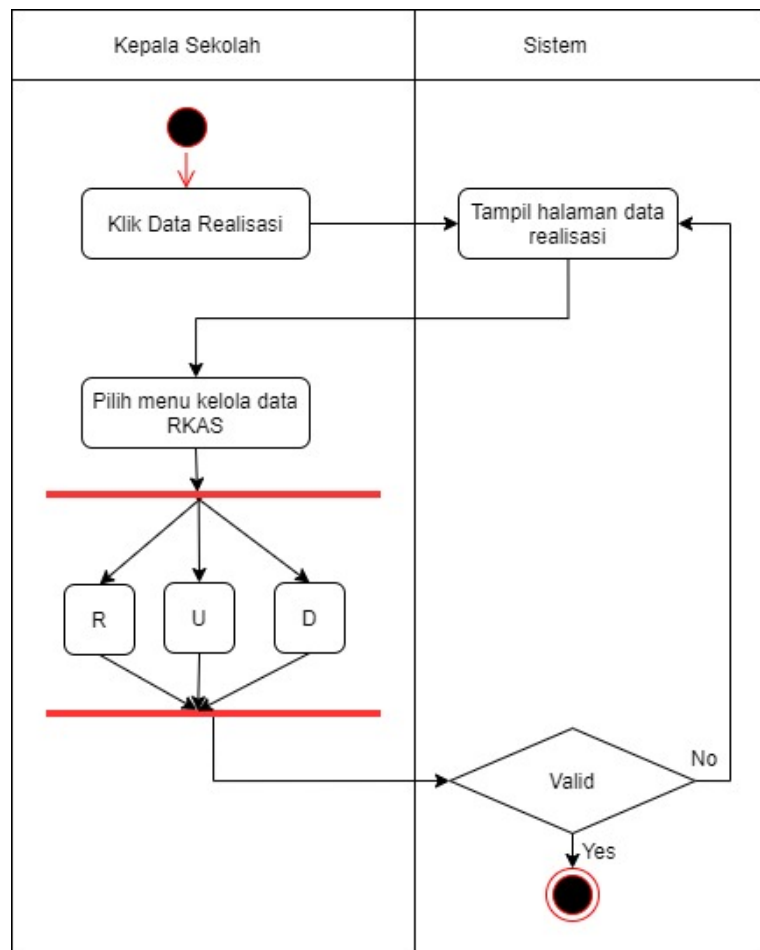 Kepala Sekolah
Sistem
Klik Data Realisasi
Tampil halaman data
realisasi
Pilih menu kelola data
RKAS
R
U
D
Valid
No
Yes